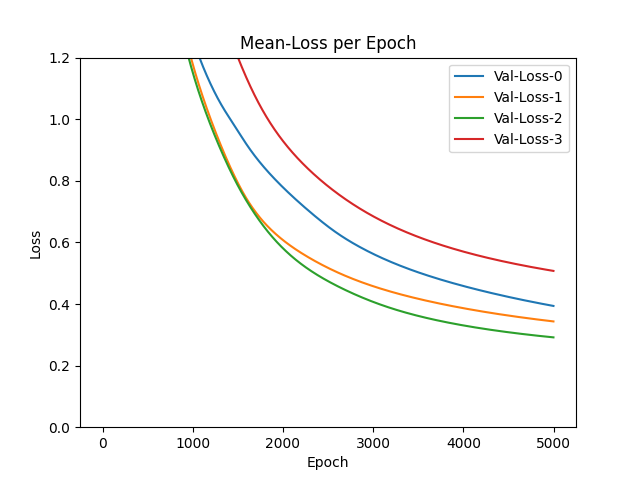 Mean-Loss per Epoch
1.2
1.0
0.8
0.6
0.4
0.2
0.0
Loss
Val-Loss-0
Val-Loss-1
Val-Loss-2
Val-Loss-3
0 1000 2000 3000 4000 5000
Epoch